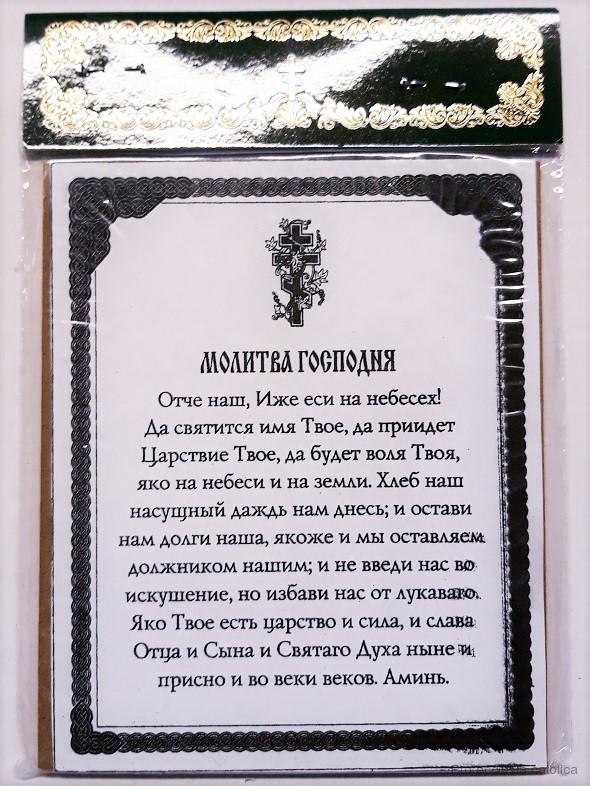 МОЛИТВА ГОСПОДНЯ
Отче наш, Иже еси на небесех!
Да святится имя Твое, да приидет
Царствие Твое, да будет воля Твоя,
яко на небеси и на земли. Хлеб наш
насущный даждь нам днесь; и остави
нам долги наша, якоже и мы оставляем
должником нашим; и не введи нас во
искушение, но избави нас от лукаваго.
Яко Твое есть царство и сила, и слава
Отца и Сына и Святаго Духа ныне и
присно и во веки веков. Аминь.